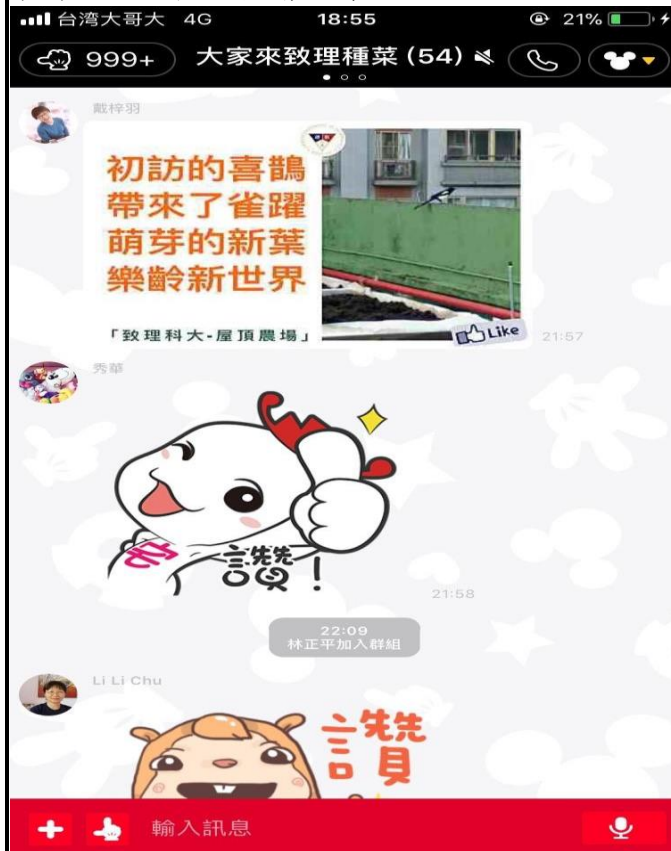 台湾大哥大 4G 18:55 21%
999+ 大家來致理種菜 (54)
戴梓羽
初訪的喜鵲
帶來了雀躍
萌芽的新葉
樂齡新世界
「致理科大-屋頂農場」
Like
21:57
秀華
讚！
21:58
22:09
林正平加入群組
Li Li Chu
讚
輸入訊息